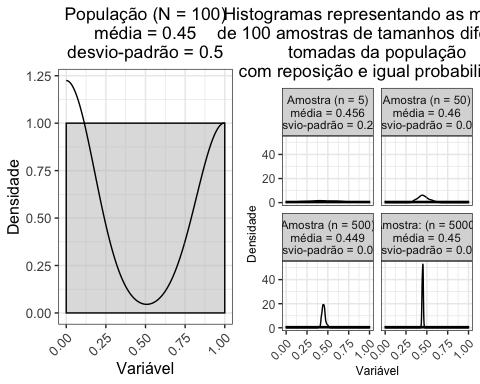 População (N = 100)
média = 0.45
desvio-padrão = 0.5
Densidade
1.25
1.00
0.75
0.50
0.25
0.00
0.00 0.25 0.50 0.75 1.00
Variável
Histogramas representando as m
de 100 amostras de tamanhos dif
tomadas da população
com reposição e igual probabili
Densidade
Amostra (n = 5)
média = 0.456
svio-padrão = 0.2
Amostra (n = 50)
média = 0.46
svio-padrão = 0.0
40
20
0
Amostra (n = 500)
média = 0.449
svio-padrão = 0.0
mostra: (n = 5000
média = 0.45
svio-padrão = 0.0
40
20
0
0.00 0.25 0.50 0.75 1.00
0.00 0.25 0.50 0.75 1.00
Variável